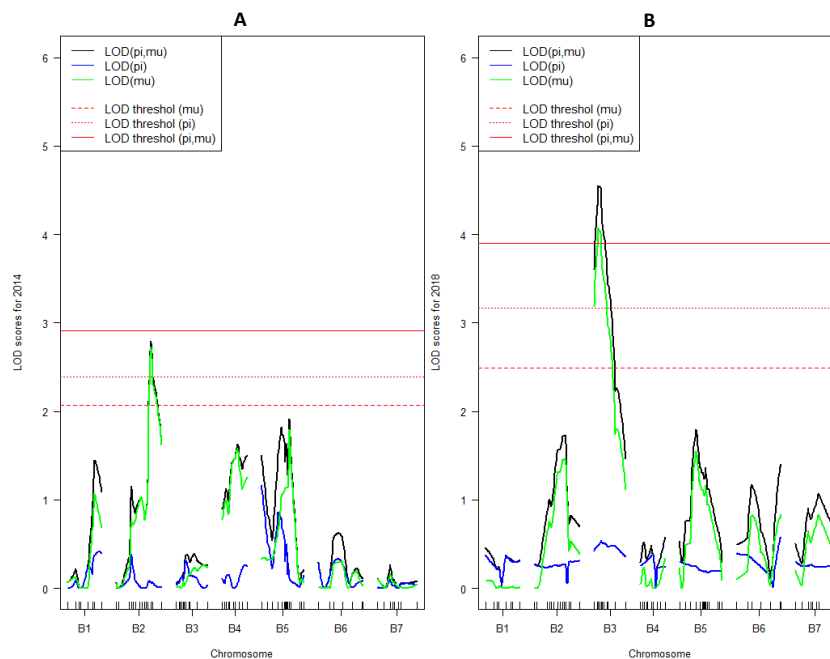 A
LOD(pi,mu)
LOD(pi)
LOD(mu)
LOD threshol (mu)
LOD threshol (pi)
LOD threshol (pi,mu)
6
5
4
3
2
1
0
LOD scores for 2014
B1 B2 B3 B4 B5 B6 B7
Chromosome
B
LOD(pi,mu)
LOD(pi)
LOD(mu)
LOD threshol (mu)
LOD threshol (pi)
LOD threshol (pi,mu)
6
5
4
3
2
1
0
LOD scores for 2018
B1 B2 B3 B4 B5 B6 B7
Chromosome